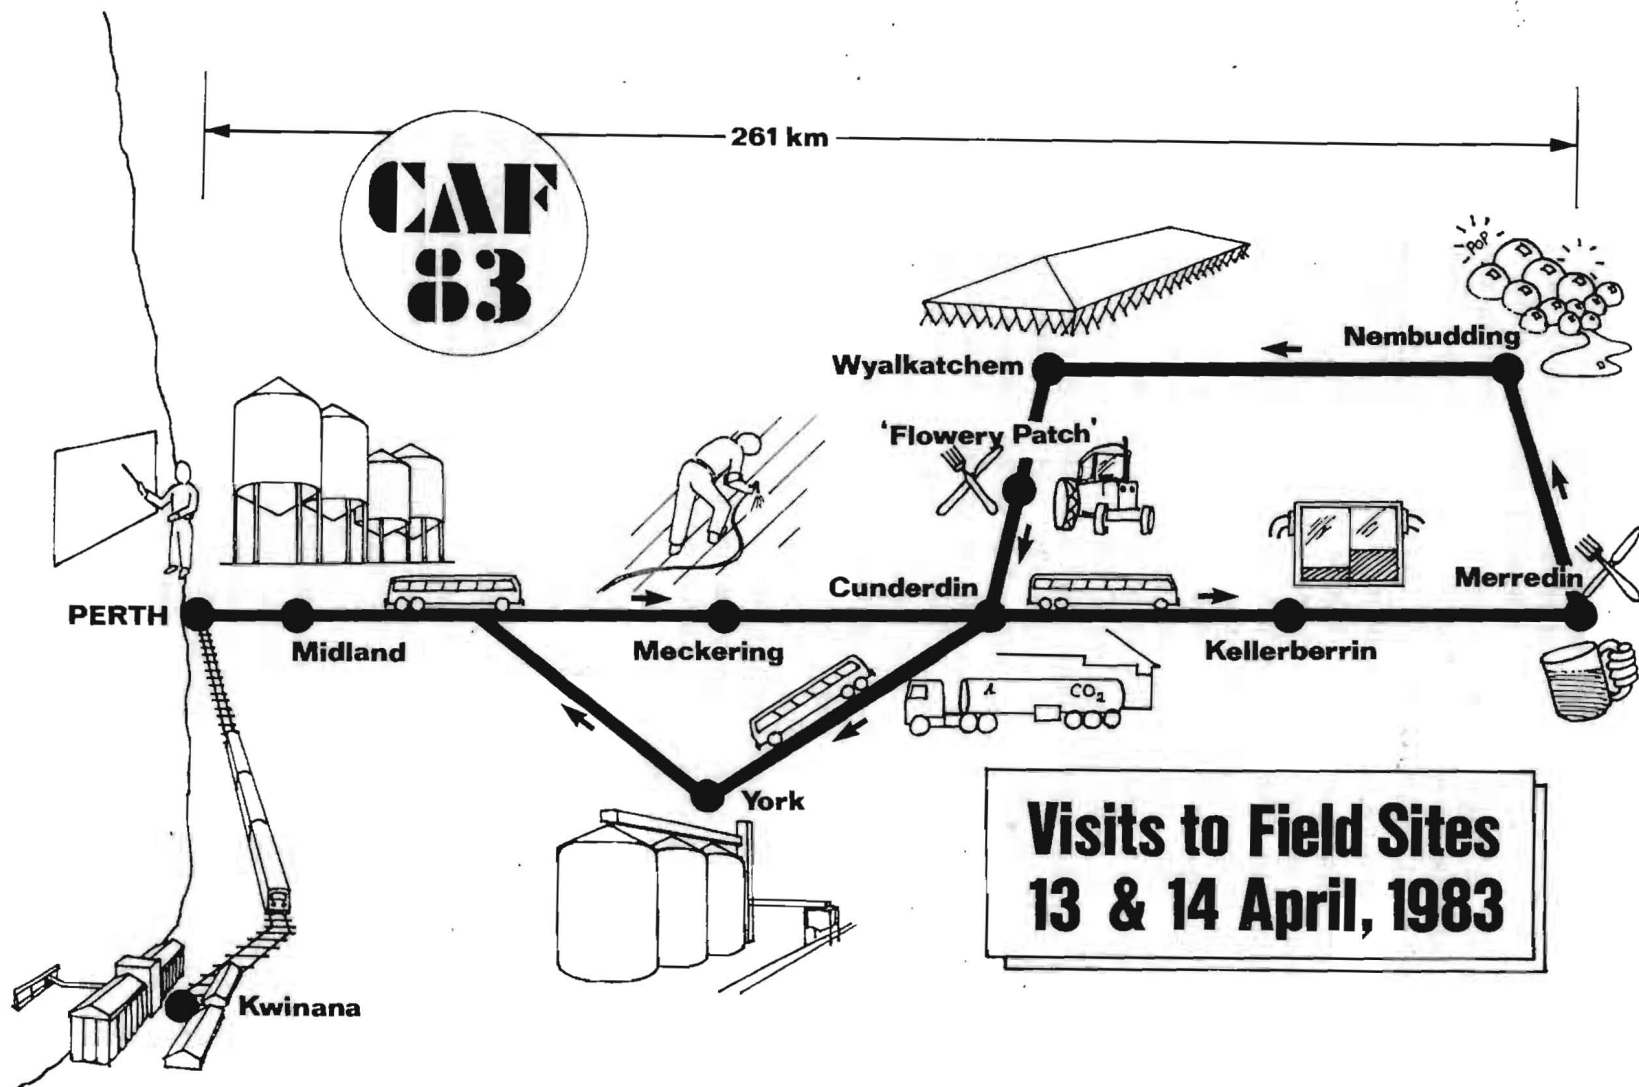 261 km
CAF
83
POP
Nembudding
Wyalkatchem
'Flowery Patch'
Cunderdin
Merredin
PERTH
Midland
Meckering
Kellerberrin
CO2
York
Visits to Field Sites
13 & 14 April, 1983
Kwinana